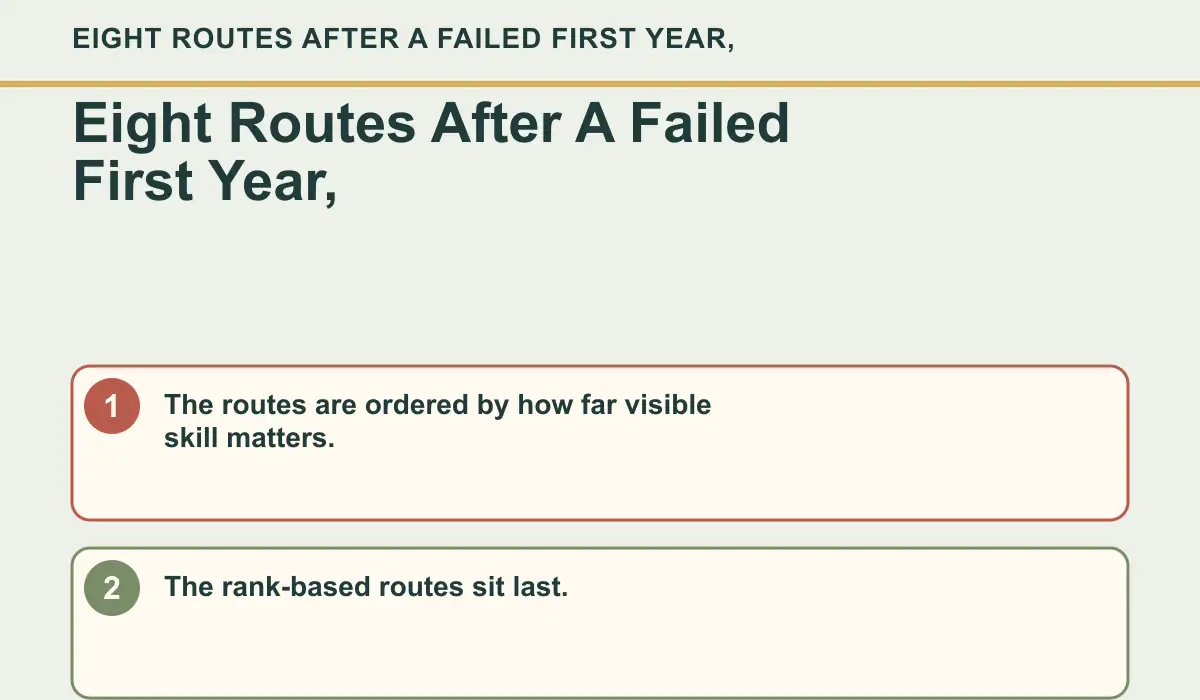 EIGHT ROUTES AFTER A FAILED FIRST YEAR,
Eight Routes After A Failed
First Year,
1
The routes are ordered by how far visible
skill matters.
2
The rank-based routes sit last.